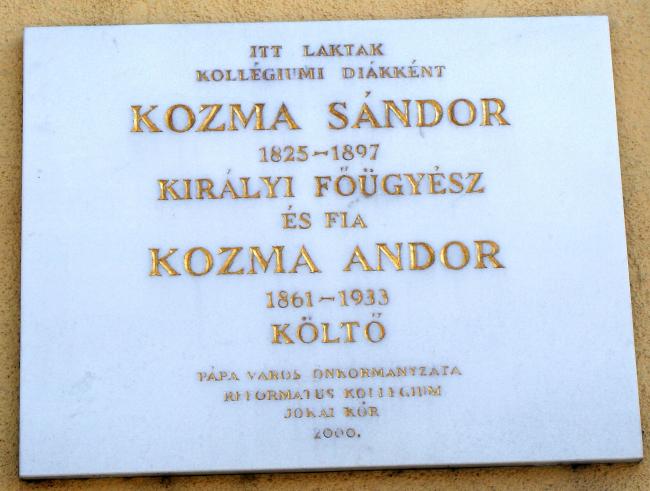 ITT LAKTAK
KOLLÉGIUMI DIÁKKÉNT
KOZMA SÁNDOR
1825–1897
KIRÁLYI FŐÜGYÉSZ
ÉS FIA
KOZMA ANDOR
1861–1933
KÖLTŐ
PÁPA VÁROS ÖNKORMÁNYZATA
REFORMÁTUS KOLLÉGIUM
JÓKAI KÖR
2000.